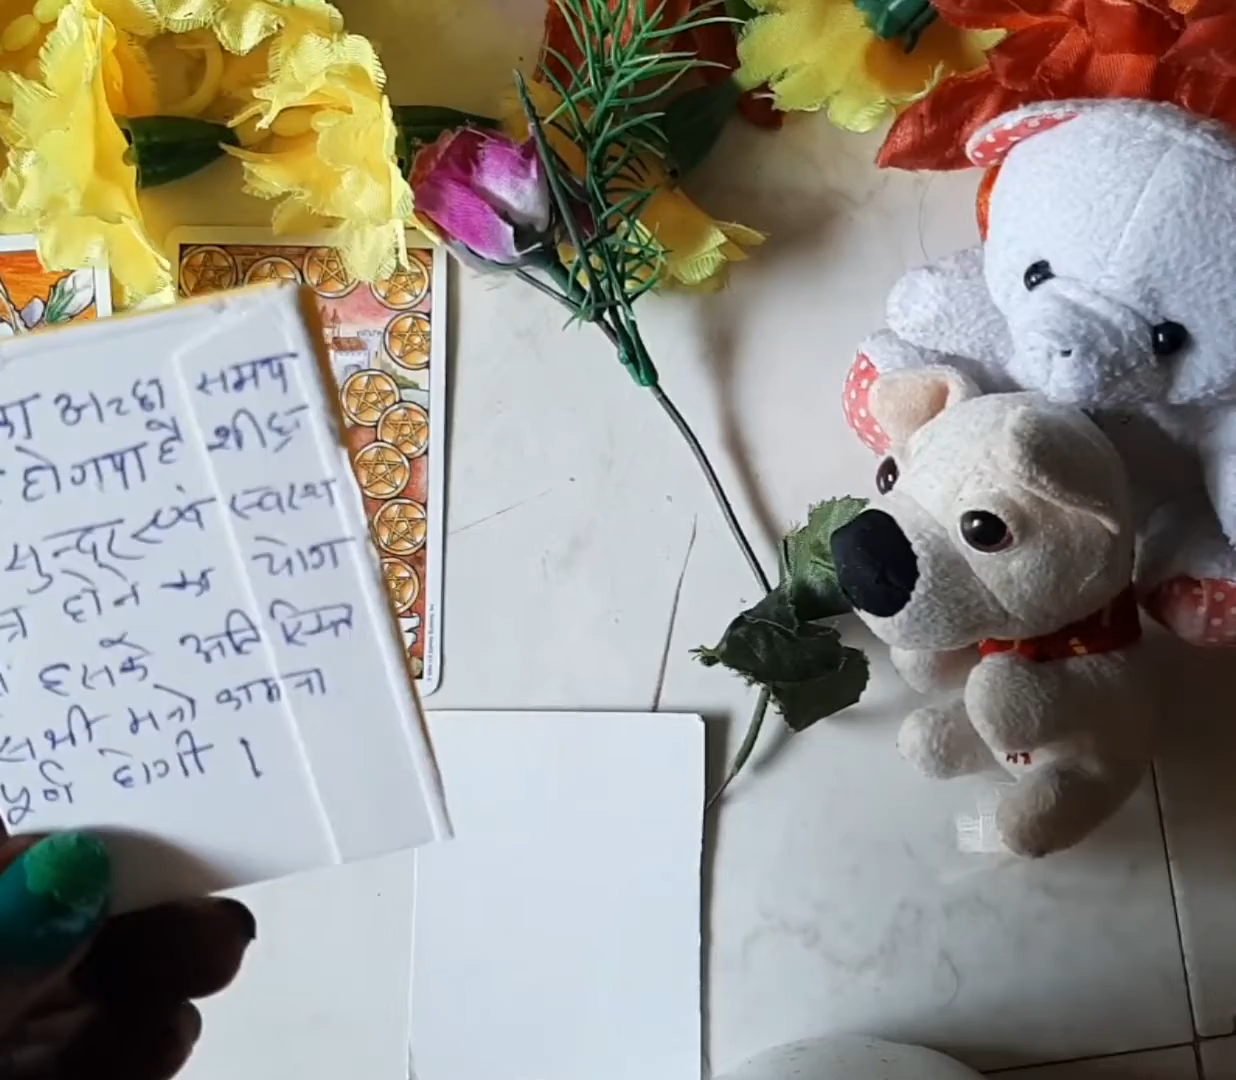 का अच्छा समय
हो गया है शीघ्र
सुन्दर एवं स्वस्थ
होने का योग
इसके अतिरिक्त
सभी मनोकामना
पूर्ण होगी ।